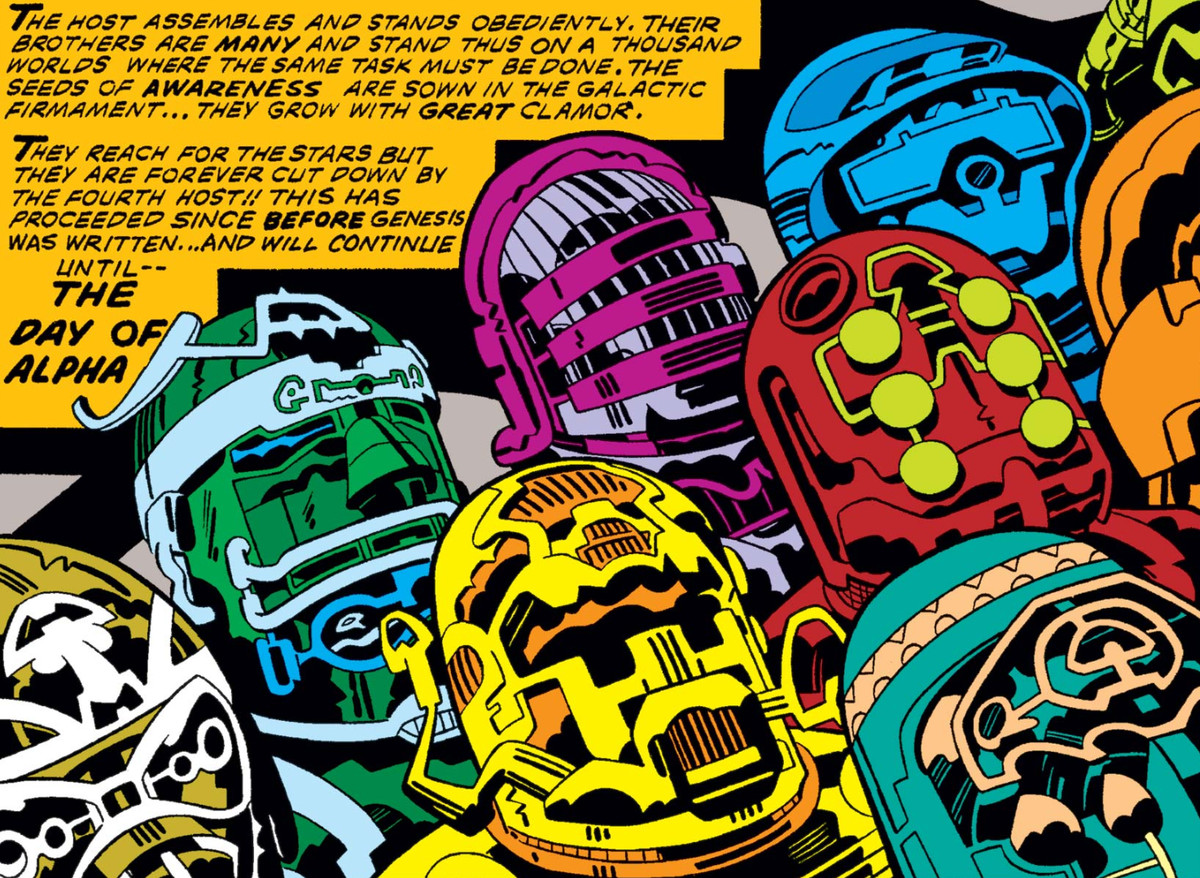 THE HOST ASSEMBLES AND STANDS OBEDIENTLY. THEIR
BROTHERS ARE MANY AND STAND THUS ON A THOUSAND
WORLDS WHERE THE SAME TASK MUST BE DONE. THE
SEEDS OF AWARENESS ARE SOWN IN THE GALACTIC
FIRMAMENT... THEY GROW WITH GREAT CLAMOR.
THEY REACH FOR THE STARS BUT
THEY ARE FOREVER CUT DOWN BY
THE FOURTH HOST!! THIS HAS
PROCEEDED SINCE BEFORE GENESIS
WAS WRITTEN...AND WILL CONTINUE
UNTIL--
THE
DAY OF
ALPHA